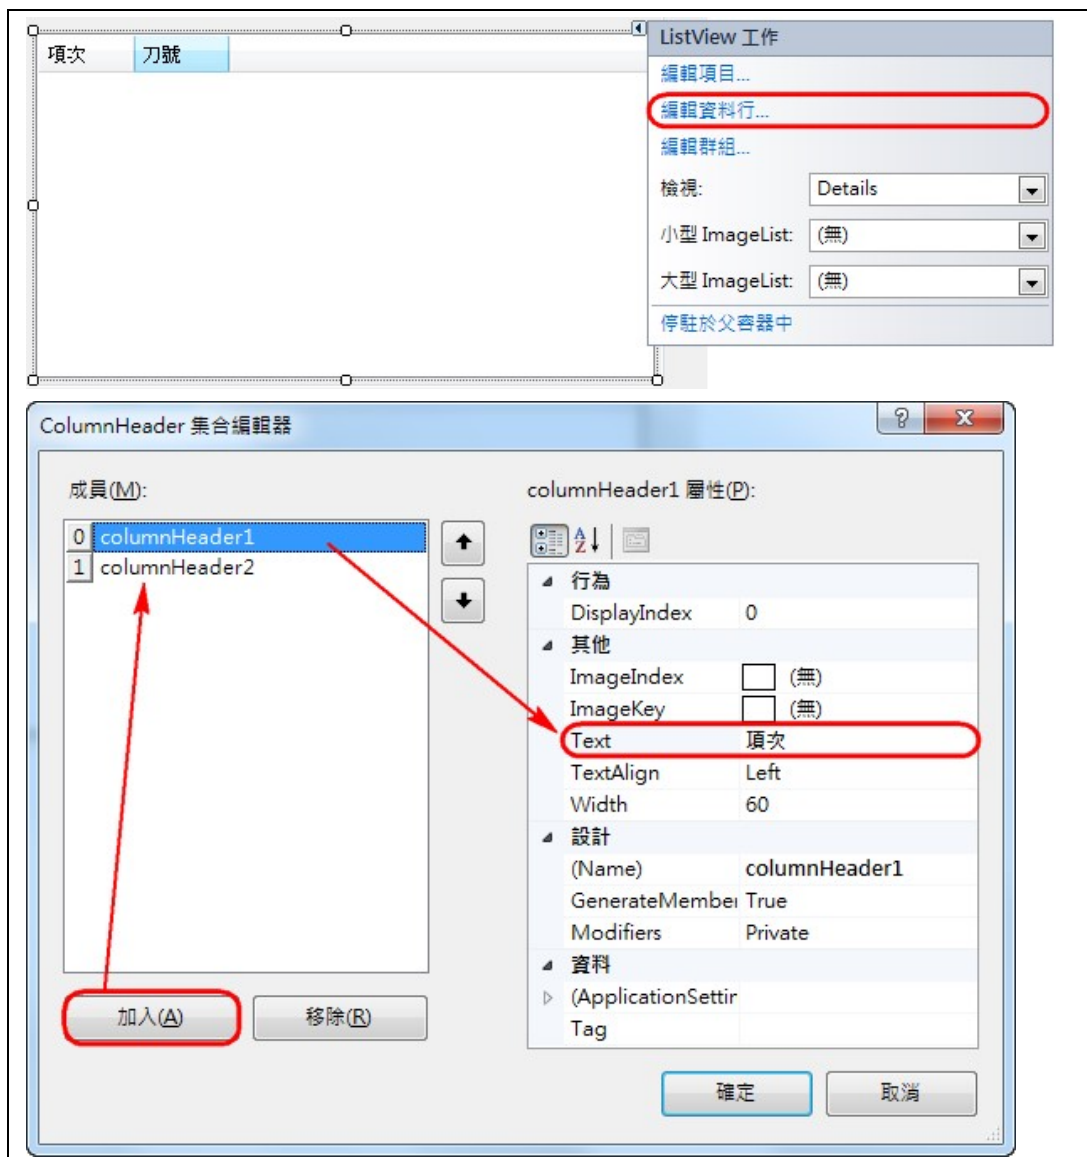 項次 刀號
ListView 工作
編輯項目...
編輯資料行...
編輯群組...
檢視: Details
小型 ImageList: (無)
大型 ImageList: (無)
停駐於父容器中
ColumnHeader 集合編輯器
成員(M):
0 columnHeader1
1 columnHeader2
加入(A) 移除(R)
columnHeader1 屬性(P):
行為
DisplayIndex 0
其他
ImageIndex (無)
ImageKey (無)
Text 項次
TextAlign Left
Width 60
設計
(Name) columnHeader1
GenerateMember True
Modifiers Private
資料
(ApplicationSettin
Tag
確定 取消